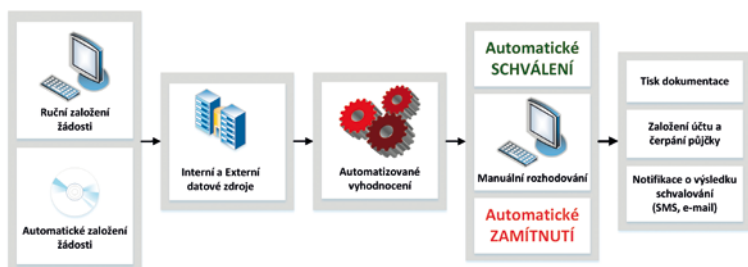 Ruční založení
žádosti
Automatické založení
žádosti
Interní a Externí
datové zdroje
Automatizované
vyhodnocení
Automatické
SCHVÁLENÍ
Manuální rozhodování
Automatické
ZAMÍTNUTÍ
Tisk dokumentace
Založení účtu a
čerpání půjčky
Notifikace o výsledku
schvalování
(SMS, e-mail)